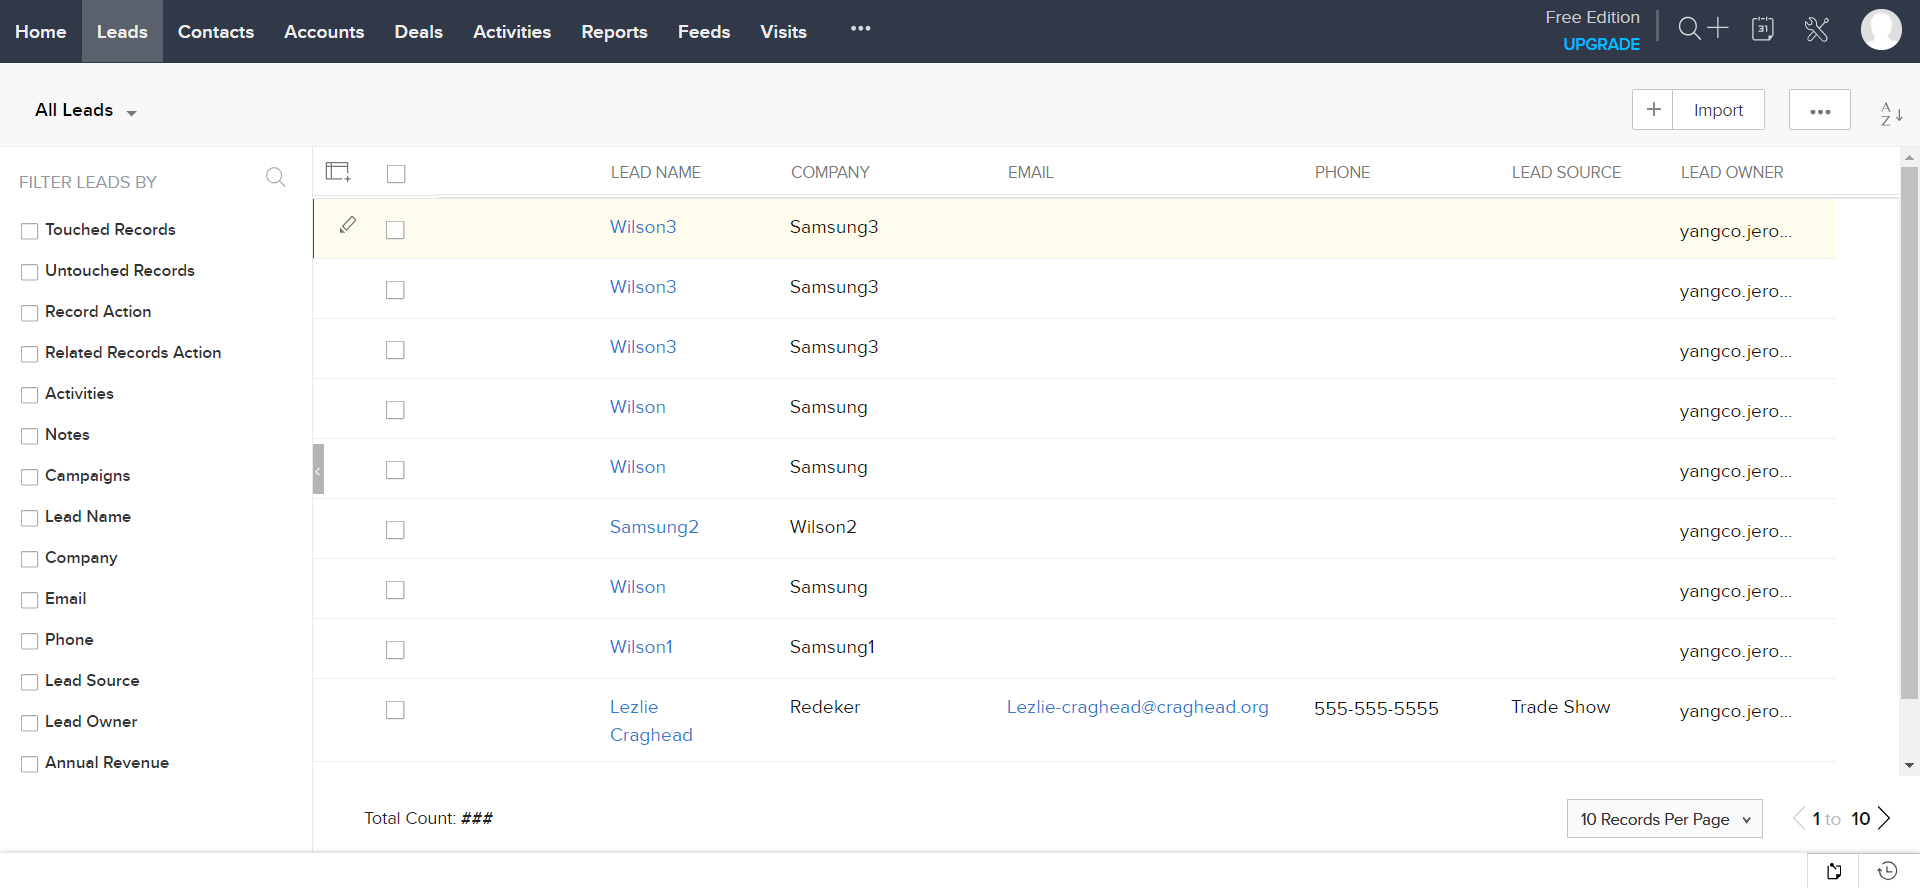 Home Leads Contacts Accounts Deals Activities Reports Feeds Visits ••• Free Edition
UPGRADE
31
All Leads
+ Import ••• A Z
FILTER LEADS BY
Touched Records
Untouched Records
Record Action
Related Records Action
Activities
Notes
Campaigns
Lead Name
Company
Email
Phone
Lead Source
Lead Owner
Annual Revenue
LEAD NAME COMPANY EMAIL PHONE LEAD SOURCE LEAD OWNER
Wilson3 Samsung3 yangco.jero...
Wilson3 Samsung3 yangco.jero...
Wilson3 Samsung3 yangco.jero...
Wilson Samsung yangco.jero...
Wilson Samsung yangco.jero...
Samsung2 Wilson2 yangco.jero...
Wilson Samsung yangco.jero...
Wilson1 Samsung1 yangco.jero...
Lezlie Redeker Lezlie-craghead@craghead.org 555-555-5555 Trade Show yangco.jero...
Craghead
Total Count: ### 10 Records Per Page 1 to 10